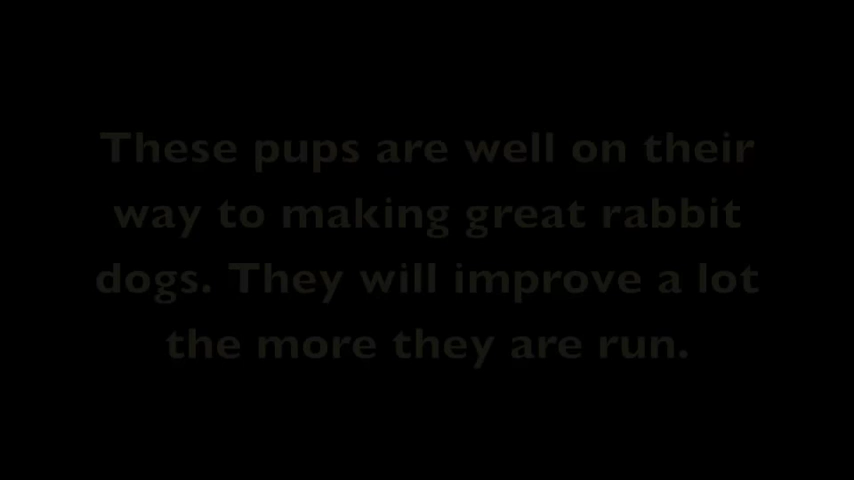 These pups are well on their
way to making great rabbit
dogs. They will improve a lot
the more they are run.